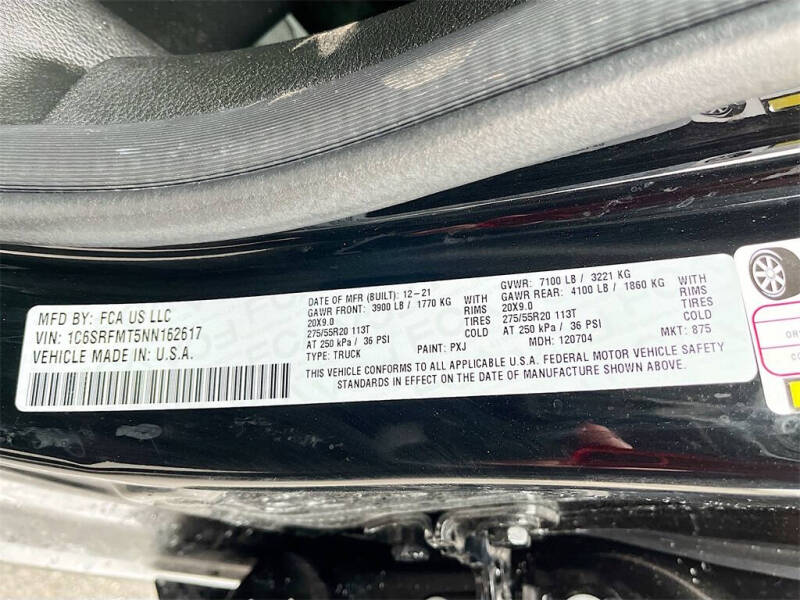 MFD BY: FCA US LLC
VIN: 1C6SRFMT5NN162617
VEHICLE MADE IN: U.S.A.
DATE OF MFR (BUILT): 12-21
GAWR FRONT: 3900 LB / 1770 KG WITH
20X9.0 RIMS
275/55R20 113T TIRES
AT 250 kPa / 36 PSI COLD
TYPE: TRUCK PAINT: PXJ
GVWR: 7100 LB / 3221 KG
GAWR REAR: 4100 LB / 1860 KG WITH
20X9.0 RIMS
275/55R20 113T TIRES
AT 250 kPa / 36 PSI COLD
MDH: 120704 MKT: 875
THIS VEHICLE CONFORMS TO ALL APPLICABLE U.S.A. FEDERAL MOTOR VEHICLE SAFETY
STANDARDS IN EFFECT ON THE DATE OF MANUFACTURE SHOWN ABOVE.